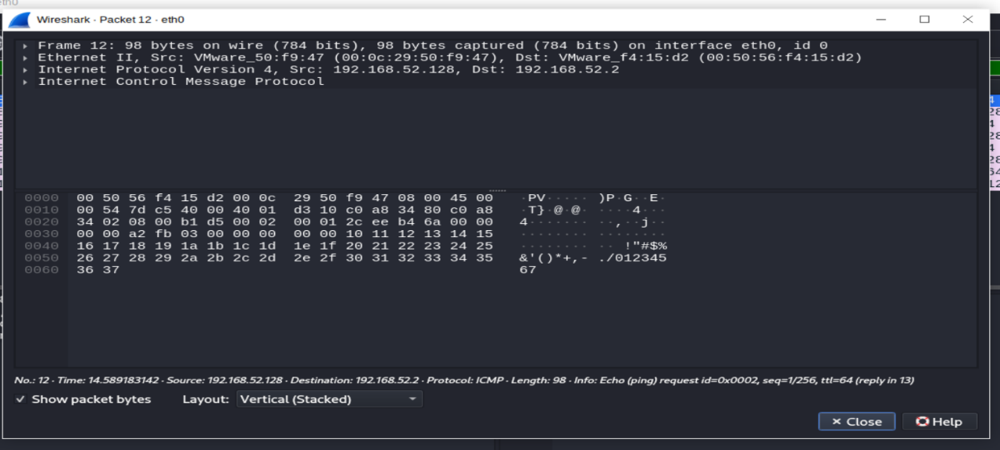 eth0
Wireshark · Packet 12 · eth0
Frame 12: 98 bytes on wire (784 bits), 98 bytes captured (784 bits) on interface eth0, id 0
Ethernet II, Src: VMware_50:f9:47 (00:0c:29:50:f9:47), Dst: VMware_f4:15:d2 (00:50:56:f4:15:d2)
Internet Protocol Version 4, Src: 192.168.52.128, Dst: 192.168.52.2
Internet Control Message Protocol
0000 00 50 56 f4 15 d2 00 0c 29 50 f9 47 08 00 45 00 ·PV····· )P·G··E·
0010 00 54 7d c5 40 00 40 01 d3 10 c0 a8 34 80 c0 a8 ·T}·@·@· ····4···
0020 34 02 08 00 b1 d5 00 02 00 01 2c ee b4 6a 00 00 4······· ··,··j··
0030 00 00 a2 fb 03 00 00 00 00 00 10 11 12 13 14 15 ········ ········
0040 16 17 18 19 1a 1b 1c 1d 1e 1f 20 21 22 23 24 25 ········ ·· !"#$%
0050 26 27 28 29 2a 2b 2c 2d 2e 2f 30 31 32 33 34 35 &'()*+,- ./012345
0060 36 37 67
No.: 12 · Time: 14.589183142 · Source: 192.168.52.128 · Destination: 192.168.52.2 · Protocol: ICMP · Length: 98 · Info: Echo (ping) request id=0x0002, seq=1/256, ttl=64 (reply in 13)
Show packet bytes Layout: Vertical (Stacked)
Close Help